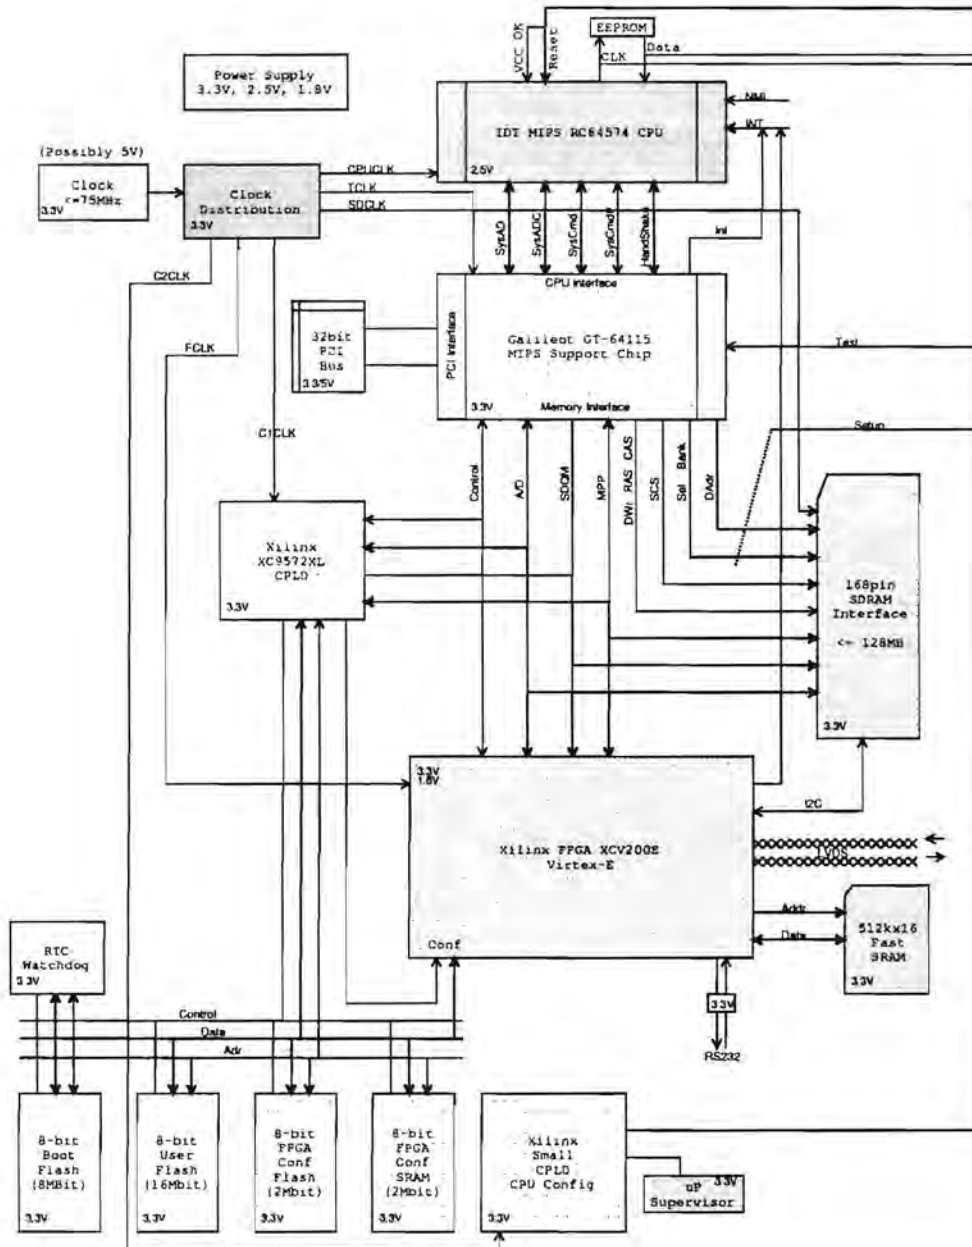 VCC OK
Reset
EEPROM
Data
CLK
Power Supply
3.3V, 2.5V, 1.8V
IDT MIPS RC64574 CPU
2.5V
NMI
INT
(Possibly 5V)
Clock
<=75MHz
3.3V
Clock
Distribution
3.3V
CPUCLK
TCLK
SDCLK
SysAD
SysADC
SysCmd
HandShake
Int
C2CLK
FCLK
C1CLK
32bit
PCI
Bus
3.3/5V
PCI Interface
CPU Interface
Galileot GT-64115
MIPS Support Chip
3.3V
Memory Interface
Test
Setup
Control
A/D
SDQM
MPP
DWr RAS CAS
SCS
Sel Bank
DAdr
Xilinx
XC9572XL
CPLD
3.3V
168pin
SDRAM
Interface
<= 128MB
3.3V
3.3V
1.8V
I2C
Xilinx FPGA XCV200E
Virtex-E
LVDS
Addr
Data
512kx16
Fast
SRAM
3.3V
Conf
RTC
Watchdog
3.3V
3.3V
RS232
Control
Data
Adr
8-bit
Boot
Flash
(8MBit)
3.3V
8-bit
User
Flash
(16Mbit)
3.3V
8-bit
FPGA
Conf
Flash
(2Mbit)
3.3V
8-bit
FPGA
Conf
SRAM
(2Mbit)
3.3V
Xilinx
Small
CPLD
CPU Config
3.3V
3.3V
uP
Supervisor